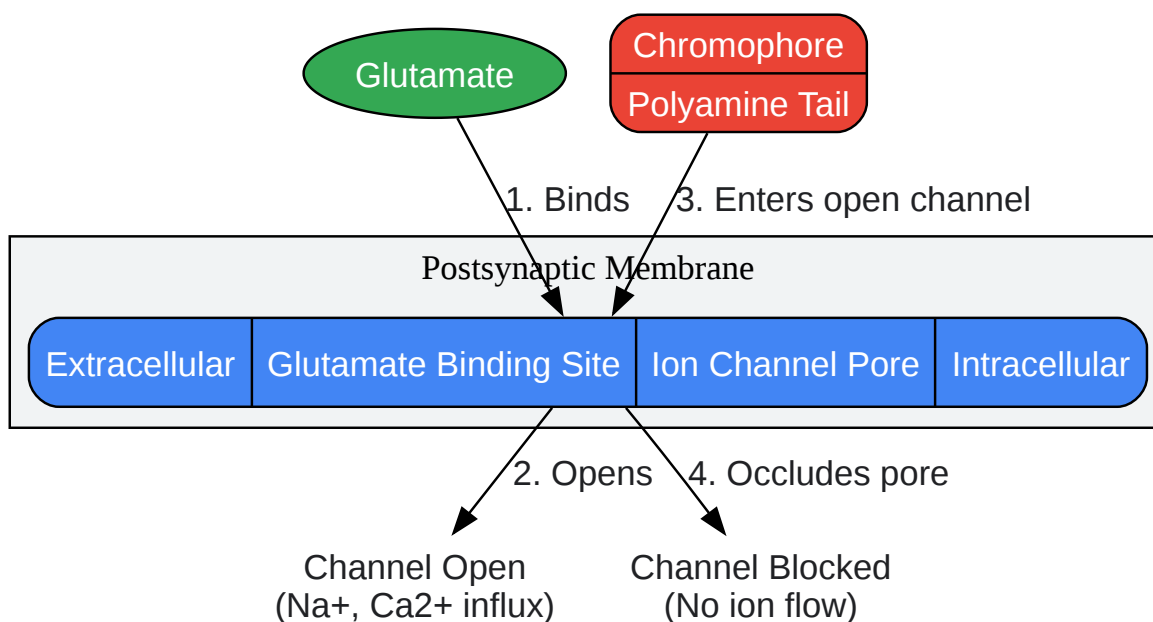 Glutamate
Chromophore
Polyamine Tail
1. Binds
3. Enters open channel
Postsynaptic Membrane
Extracellular
Glutamate Binding Site
Ion Channel Pore
Intracellular
2. Opens
4. Occludes pore
Channel Open
(Na+, Ca2+ influx)
Channel Blocked
(No ion flow)